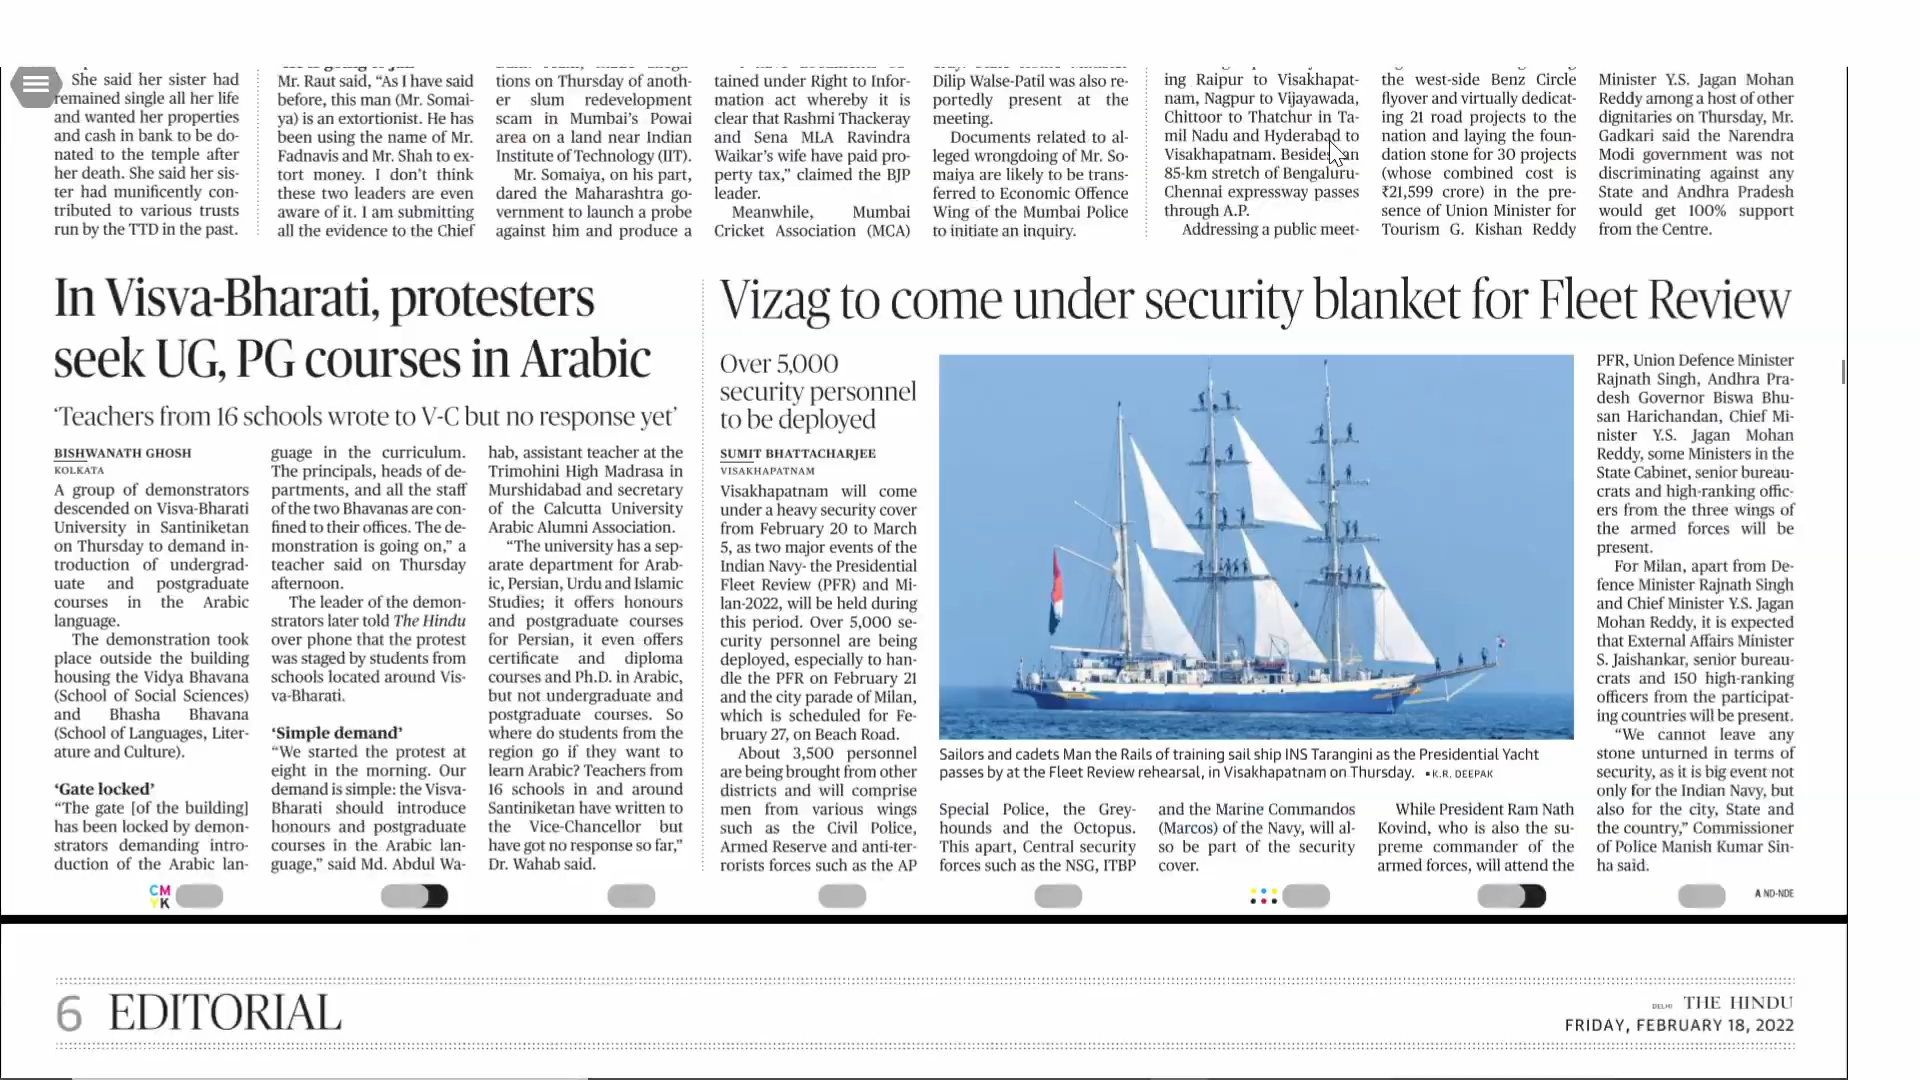 She said her sister had
remained single all her life
and wanted her properties
and cash in bank to be do-
nated to the temple after
her death. She said her sis-
ter had munificently con-
tributed to various trusts
run by the TTD in the past.
Mr. Raut said, “As I have said
before, this man (Mr. Somai-
ya) is an extortionist. He has
been using the name of Mr.
Fadnavis and Mr. Shah to ex-
tort money. I don’t think
these two leaders are even
aware of it. I am submitting
all the evidence to the Chief
tions on Thursday of anoth-
er slum redevelopment
scam in Mumbai’s Powai
area on a land near Indian
Institute of Technology (IIT).
Mr. Somaiya, on his part,
dared the Maharashtra go-
vernment to launch a probe
against him and produce a
tained under Right to Infor-
mation act whereby it is
clear that Rashmi Thackeray
and Sena MLA Ravindra
Waikar’s wife have paid pro-
perty tax,” claimed the BJP
leader.
Meanwhile, Mumbai
Cricket Association (MCA)
Dilip Walse-Patil was also re-
portedly present at the
meeting.
Documents related to al-
leged wrongdoing of Mr. So-
maiya are likely to be trans-
ferred to Economic Offence
Wing of the Mumbai Police
to initiate an inquiry.
ing Raipur to Visakhapat-
nam, Nagpur to Vijayawada,
Chittoor to Thatchur in Ta-
mil Nadu and Hyderabad to
Visakhapatnam. Besides an
85-km stretch of Bengaluru-
Chennai expressway passes
through A.P.
Addressing a public meet-
the west-side Benz Circle
flyover and virtually dedicat-
ing 21 road projects to the
nation and laying the foun-
dation stone for 30 projects
(whose combined cost is
₹21,599 crore) in the pre-
sence of Union Minister for
Tourism G. Kishan Reddy
Minister Y.S. Jagan Mohan
Reddy among a host of other
dignitaries on Thursday, Mr.
Gadkari said the Narendra
Modi government was not
discriminating against any
State and Andhra Pradesh
would get 100% support
from the Centre.
In Visva-Bharati, protesters
seek UG, PG courses in Arabic
‘Teachers from 16 schools wrote to V-C but no response yet’
BISHWANATH GHOSH
KOLKATA
A group of demonstrators
descended on Visva-Bharati
University in Santiniketan
on Thursday to demand in-
troduction of undergrad-
uate and postgraduate
courses in the Arabic
language.
The demonstration took
place outside the building
housing the Vidya Bhavana
(School of Social Sciences)
and Bhasha Bhavana
(School of Languages, Liter-
ature and Culture).
‘Gate locked’
“The gate [of the building]
has been locked by demon-
strators demanding intro-
duction of the Arabic lan-
guage in the curriculum.
The principals, heads of de-
partments, and all the staff
of the two Bhavanas are con-
fined to their offices. The de-
monstration is going on,” a
teacher said on Thursday
afternoon.
The leader of the demon-
strators later told The Hindu
over phone that the protest
was staged by students from
schools located around Vis-
va-Bharati.
‘Simple demand’
“We started the protest at
eight in the morning. Our
demand is simple: the Visva-
Bharati should introduce
honours and postgraduate
courses in the Arabic lan-
guage,” said Md. Abdul Wa-
hab, assistant teacher at the
Trimohini High Madrasa in
Murshidabad and secretary
of the Calcutta University
Arabic Alumni Association.
“The university has a sep-
arate department for Arab-
ic, Persian, Urdu and Islamic
Studies; it offers honours
and postgraduate courses
for Persian, it even offers
certificate and diploma
courses and Ph.D. in Arabic,
but not undergraduate and
postgraduate courses. So
where do students from the
region go if they want to
learn Arabic? Teachers from
16 schools in and around
Santiniketan have written to
the Vice-Chancellor but
have got no response so far,”
Dr. Wahab said.
Vizag to come under security blanket for Fleet Review
Over 5,000
security personnel
to be deployed
SUMIT BHATTACHARJEE
VISAKHAPATNAM
Visakhapatnam will come
under a heavy security cover
from February 20 to March
5, as two major events of the
Indian Navy- the Presidential
Fleet Review (PFR) and Mi-
lan-2022, will be held during
this period. Over 5,000 se-
curity personnel are being
deployed, especially to han-
dle the PFR on February 21
and the city parade of Milan,
which is scheduled for Fe-
bruary 27, on Beach Road.
About 3,500 personnel
are being brought from other
districts and will comprise
men from various wings
such as the Civil Police,
Armed Reserve and anti-ter-
rorists forces such as the AP
Sailors and cadets Man the Rails of training sail ship INS Tarangini as the Presidential Yacht
passes by at the Fleet Review rehearsal, in Visakhapatnam on Thursday. • K.R. DEEPAK
Special Police, the Grey-
hounds and the Octopus.
This apart, Central security
forces such as the NSG, ITBP
and the Marine Commandos
(Marcos) of the Navy, will al-
so be part of the security
cover.
While President Ram Nath
Kovind, who is also the su-
preme commander of the
armed forces, will attend the
PFR, Union Defence Minister
Rajnath Singh, Andhra Pra-
desh Governor Biswa Bhu-
san Harichandan, Chief Mi-
nister Y.S. Jagan Mohan
Reddy, some Ministers in the
State Cabinet, senior bureau-
crats and high-ranking offic-
ers from the three wings of
the armed forces will be
present.
For Milan, apart from De-
fence Minister Rajnath Singh
and Chief Minister Y.S. Jagan
Mohan Reddy, it is expected
that External Affairs Minister
S. Jaishankar, senior bureau-
crats and 150 high-ranking
officers from the participat-
ing countries will be present.
“We cannot leave any
stone unturned in terms of
security, as it is big event not
only for the Indian Navy, but
also for the city, State and
the country,” Commissioner
of Police Manish Kumar Sin-
ha said.
CM
YK
A ND-NDE
6 EDITORIAL
DELHI THE HINDU
FRIDAY, FEBRUARY 18, 2022